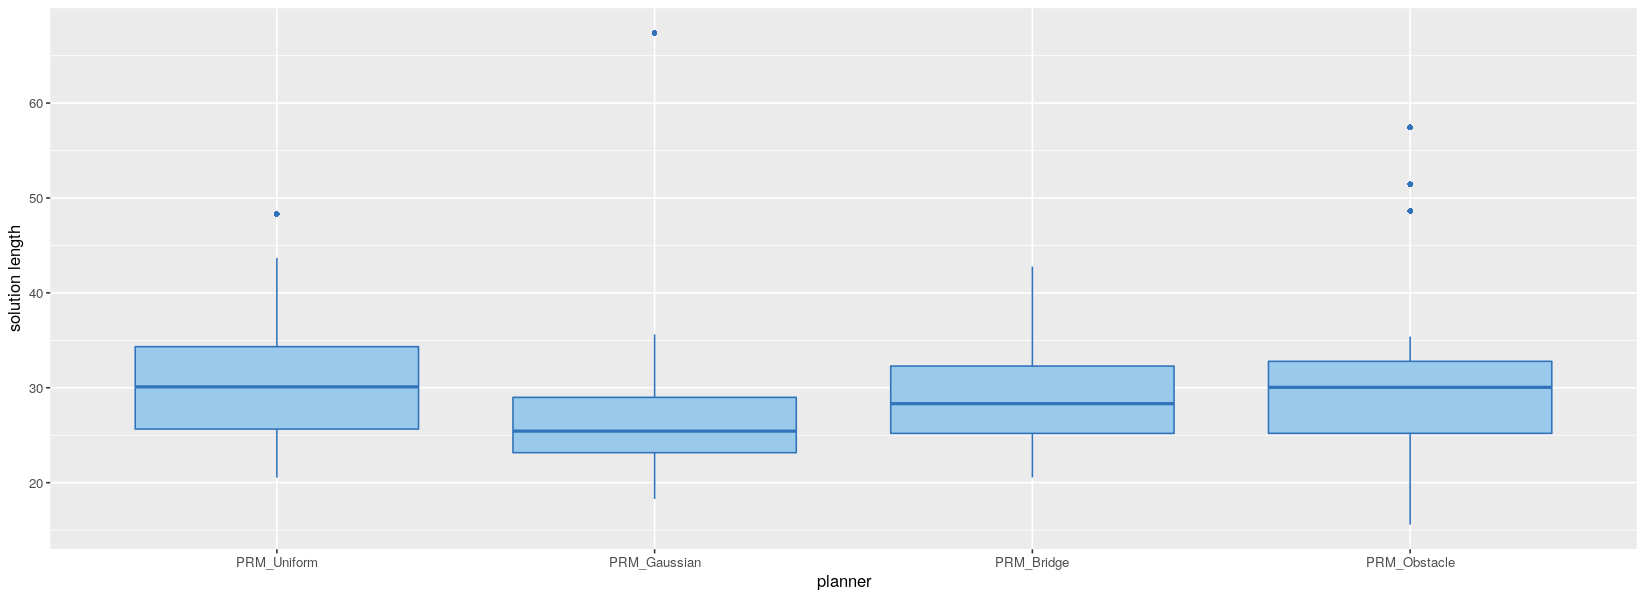 solution length
60
50
40
30
20
PRM_Uniform
PRM_Gaussian
PRM_Bridge
PRM_Obstacle
planner